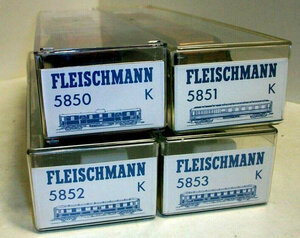 FLEISCHMANN
5850 K
FLEISCHMANN
5851 K
FLEISCHMANN
5852 K
FLEISCHMANN
5853 K